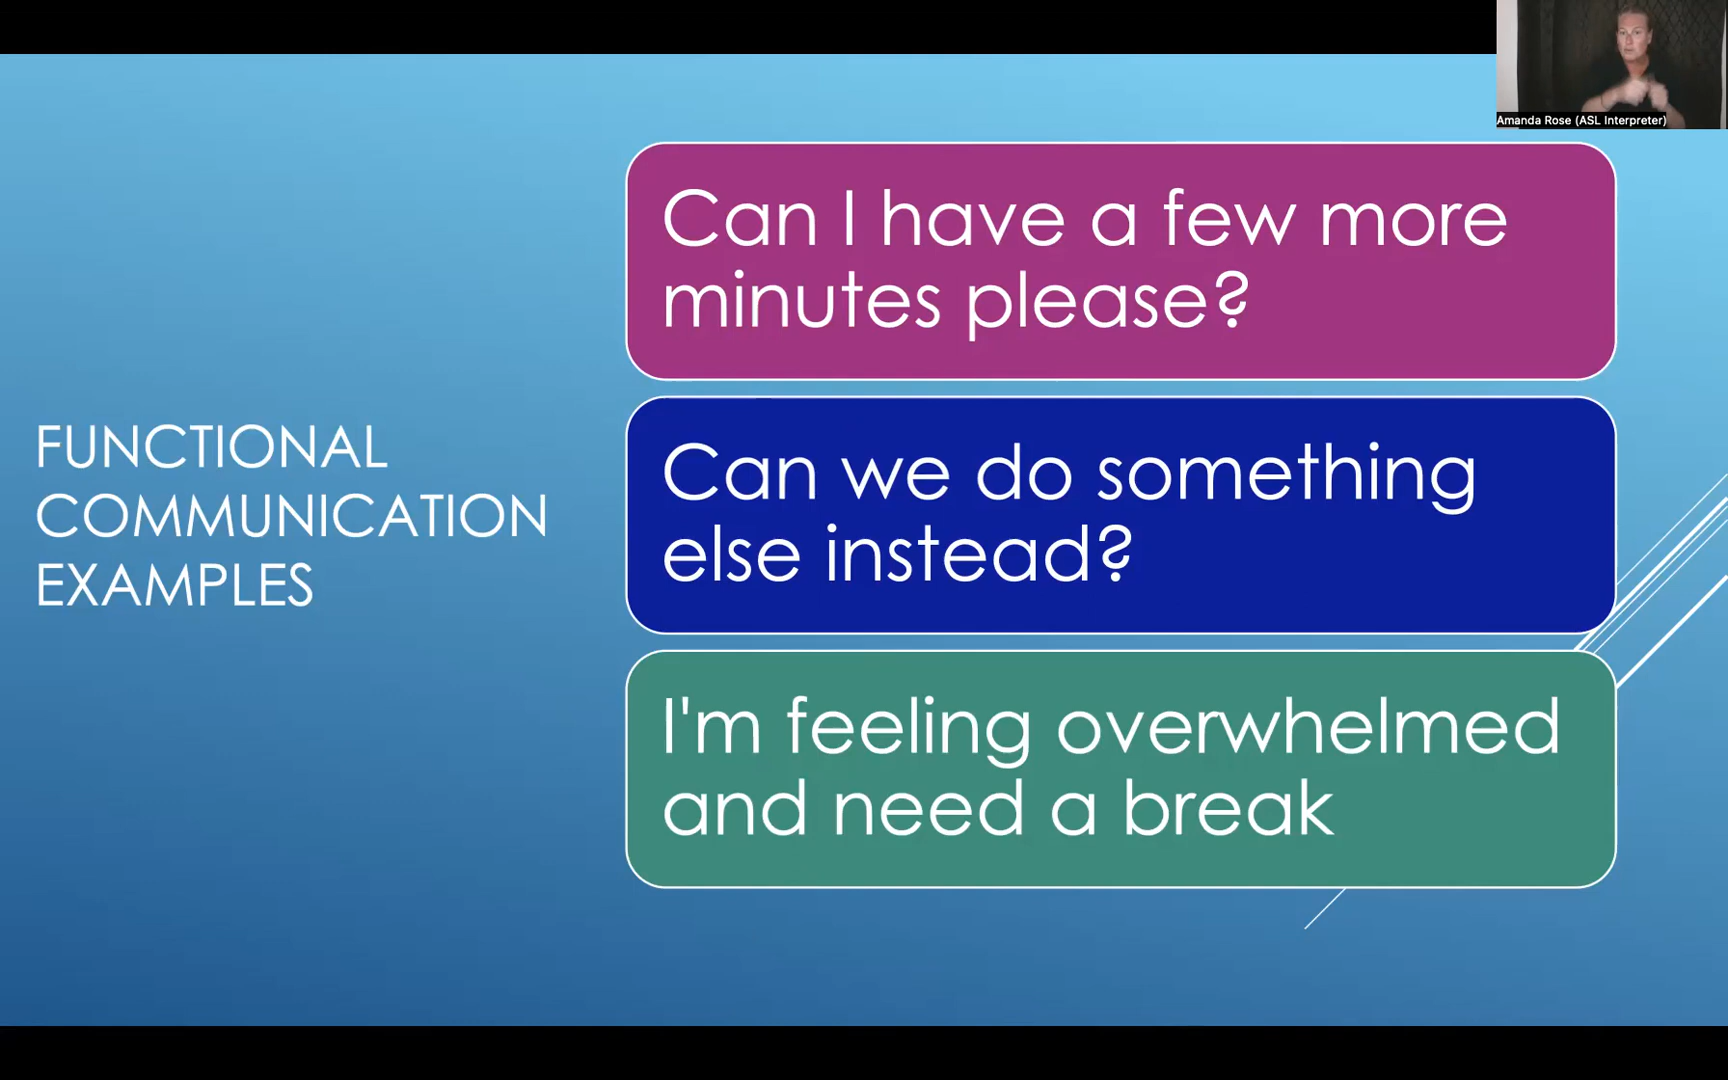 Amanda Rose (ASL Interpreter)
FUNCTIONAL
COMMUNICATION
EXAMPLES
Can I have a few more
minutes please?
Can we do something
else instead?
I'm feeling overwhelmed
and need a break